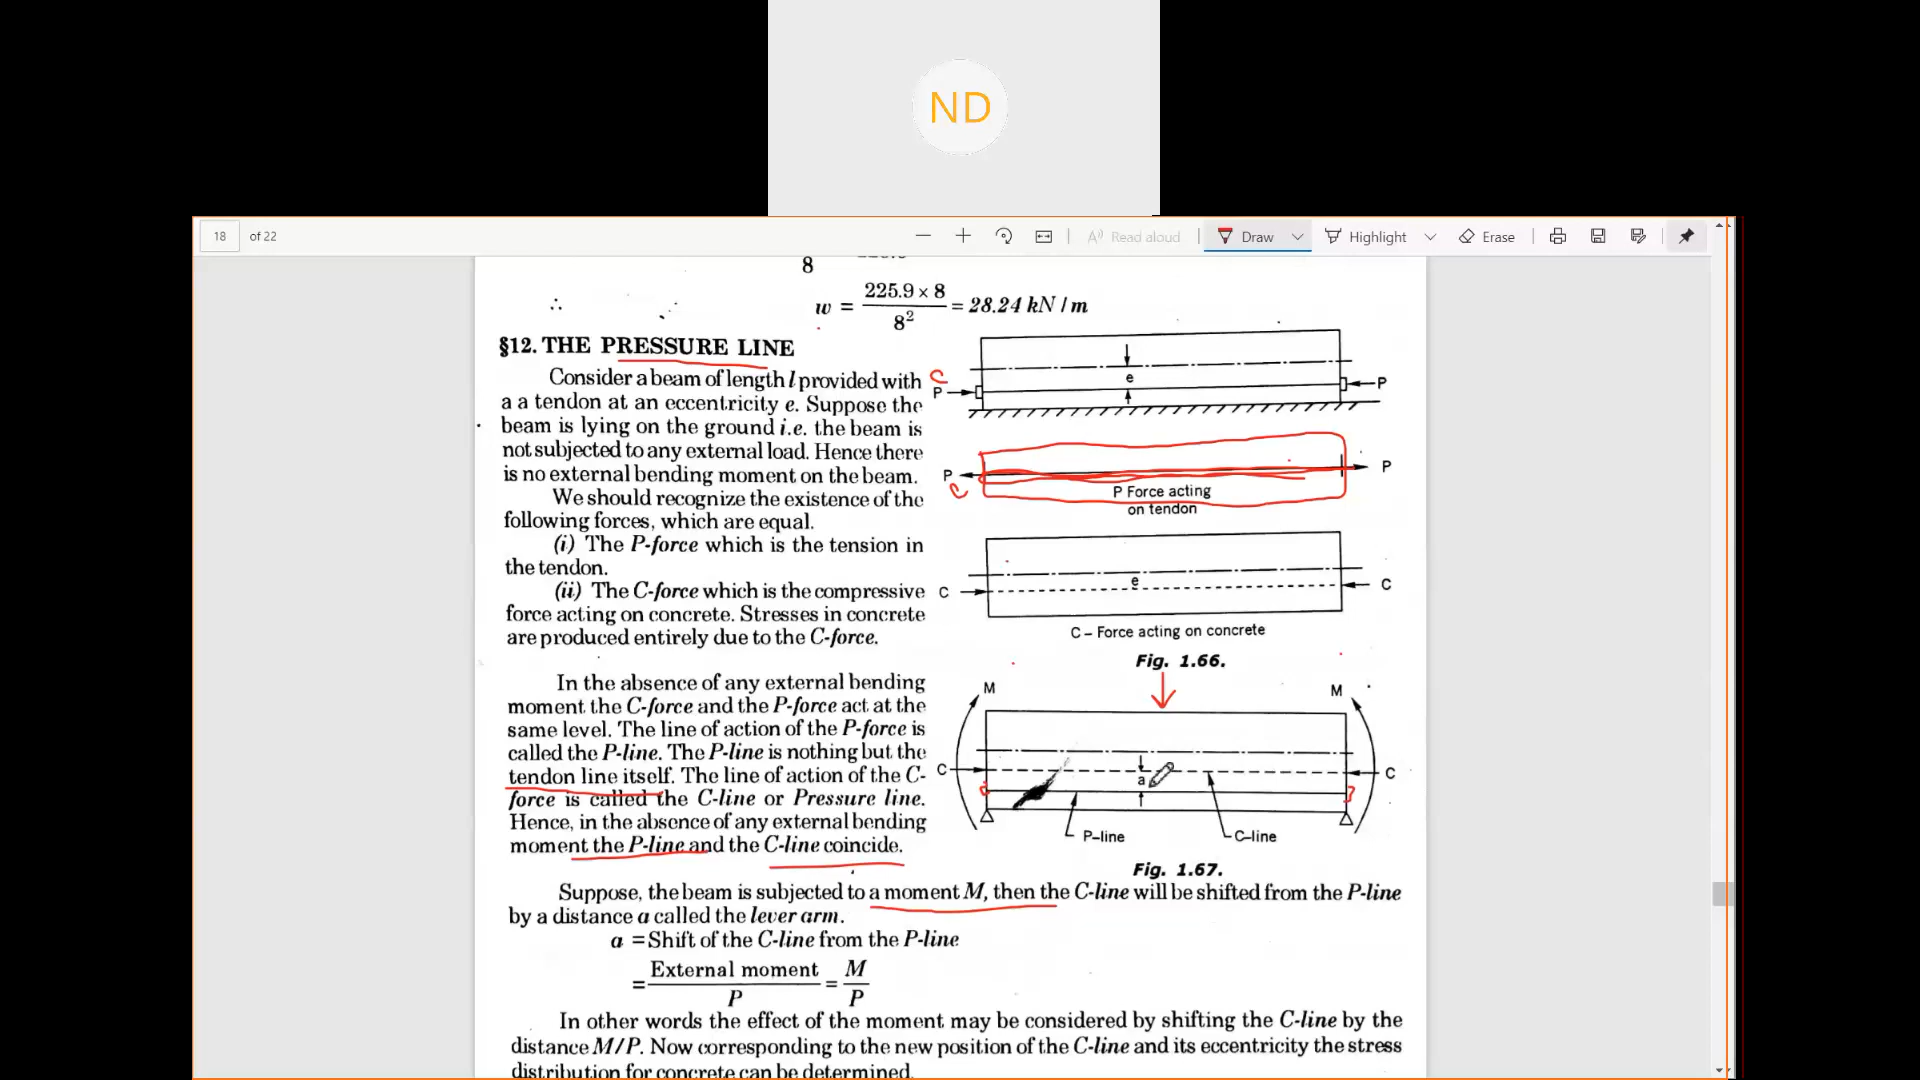 ND
18 of 22
Read aloud
Draw
Highlight
Erase
8
∴ w = 225.9 × 8 / 8² = 28.24 kN / m
§12. THE PRESSURE LINE
Consider a beam of length l provided with
a a tendon at an eccentricity e. Suppose the
beam is lying on the ground i.e. the beam is
not subjected to any external load. Hence there
is no external bending moment on the beam.
We should recognize the existence of the
following forces, which are equal.
(i) The P-force which is the tension in
the tendon.
(ii) The C-force which is the compressive
force acting on concrete. Stresses in concrete
are produced entirely due to the C-force.
In the absence of any external bending
moment the C-force and the P-force act at the
same level. The line of action of the P-force is
called the P-line. The P-line is nothing but the
tendon line itself. The line of action of the C-
force is called the C-line or Pressure line.
Hence, in the absence of any external bending
moment the P-line and the C-line coincide.
C
P e P
P P
C
P Force acting
on tendon
C e C
C – Force acting on concrete
Fig. 1.66.
M M
C a C
P-line C-line
Fig. 1.67.
Suppose, the beam is subjected to a moment M, then the C-line will be shifted from the P-line
by a distance a called the lever arm.
a = Shift of the C-line from the P-line
= External moment / P = M / P
In other words the effect of the moment may be considered by shifting the C-line by the
distance M/P. Now corresponding to the new position of the C-line and its eccentricity the stress
distribution for concrete can be determined.